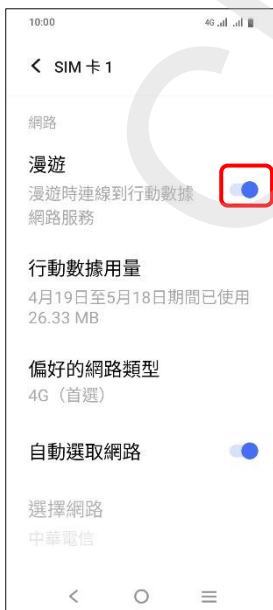 10:00
4G
SIM 卡 1
網路
漫遊
漫遊時連線到行動數據
網路服務
行動數據用量
4月19日至5月18日期間已使用
26.33 MB
偏好的網路類型
4G（首選）
自動選取網路
選擇網路
中華電信